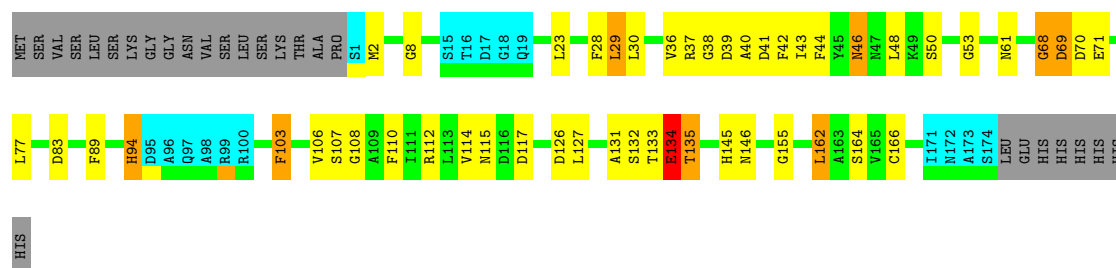 MET SER VAL SER LEU SER LYS GLY GLY ASN VAL SER LEU SER LYS THR ALA PRO S1 M2 G8 S15 T16 D17 G18 Q19 L23 F28 L29 L30 V36 R37 G38 D39 A40 D41 F42 I43 F44 Y45 N46 N47 L48 K49 S50 G53 N61 G68 D69 D70 E71
L77 D83 F89 H94 D95 A96 Q97 A98 R99 R100 F103 V106 S107 G108 A109 F110 I111 R112 L113 V114 N115 D116 D117 D126 L127 A131 S132 T133 E134 T135 H145 N146 G155 L162 A163 S164 V165 C166 I171 N172 A173 S174 LEU GLU HIS HIS HIS HIS HIS
HIS